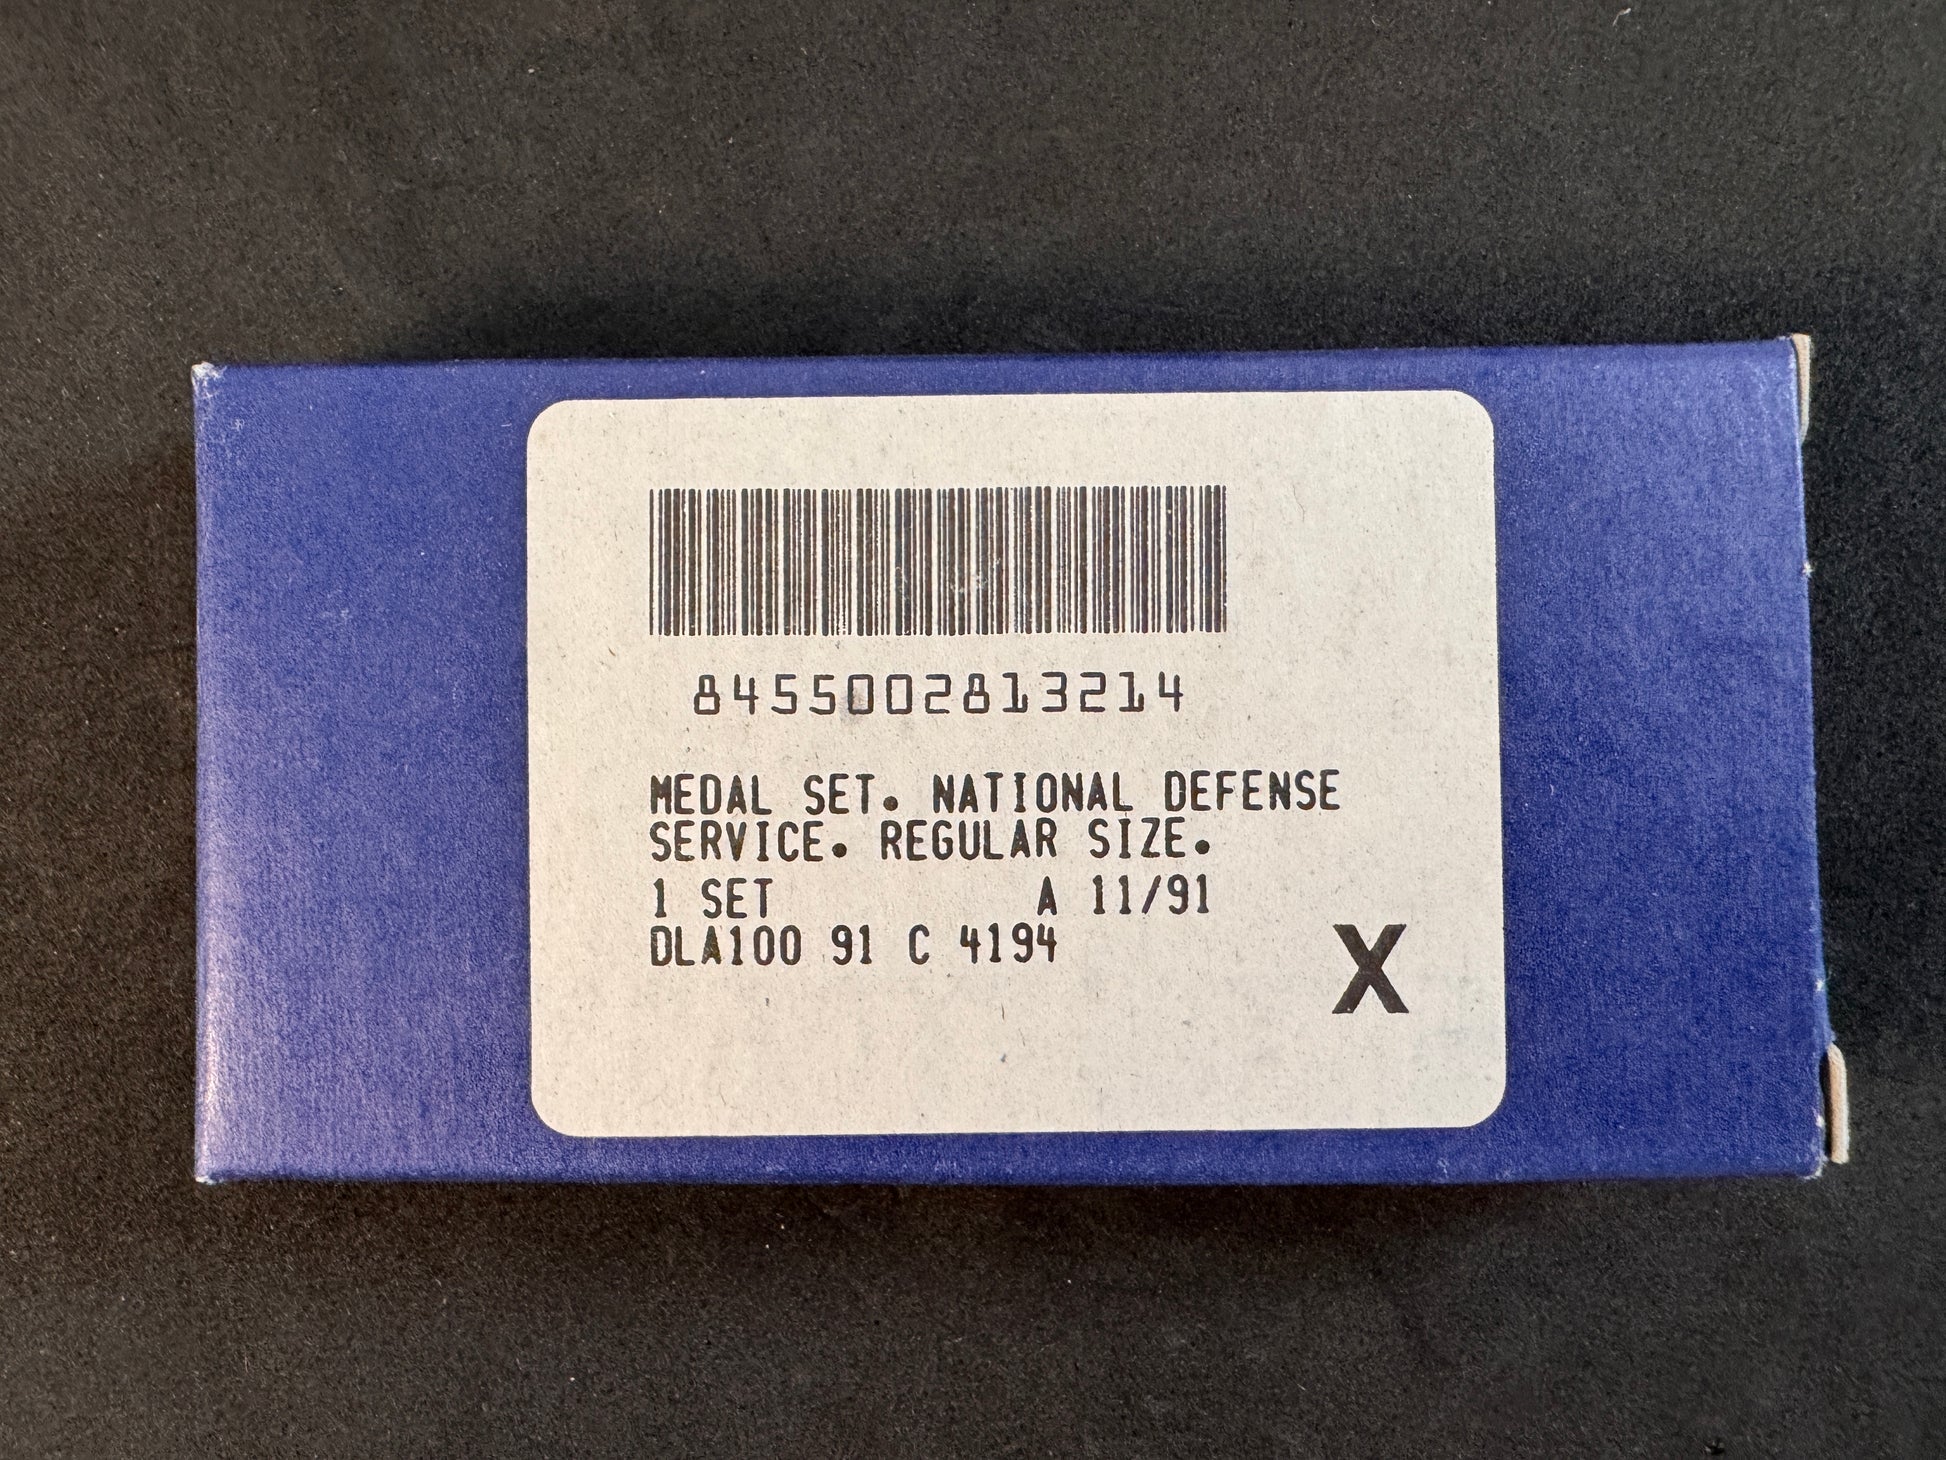 8455002813214
MEDAL SET. NATIONAL DEFENSE
SERVICE. REGULAR SIZE.
1 SET A 11/91
DLA100 91 C 4194
X